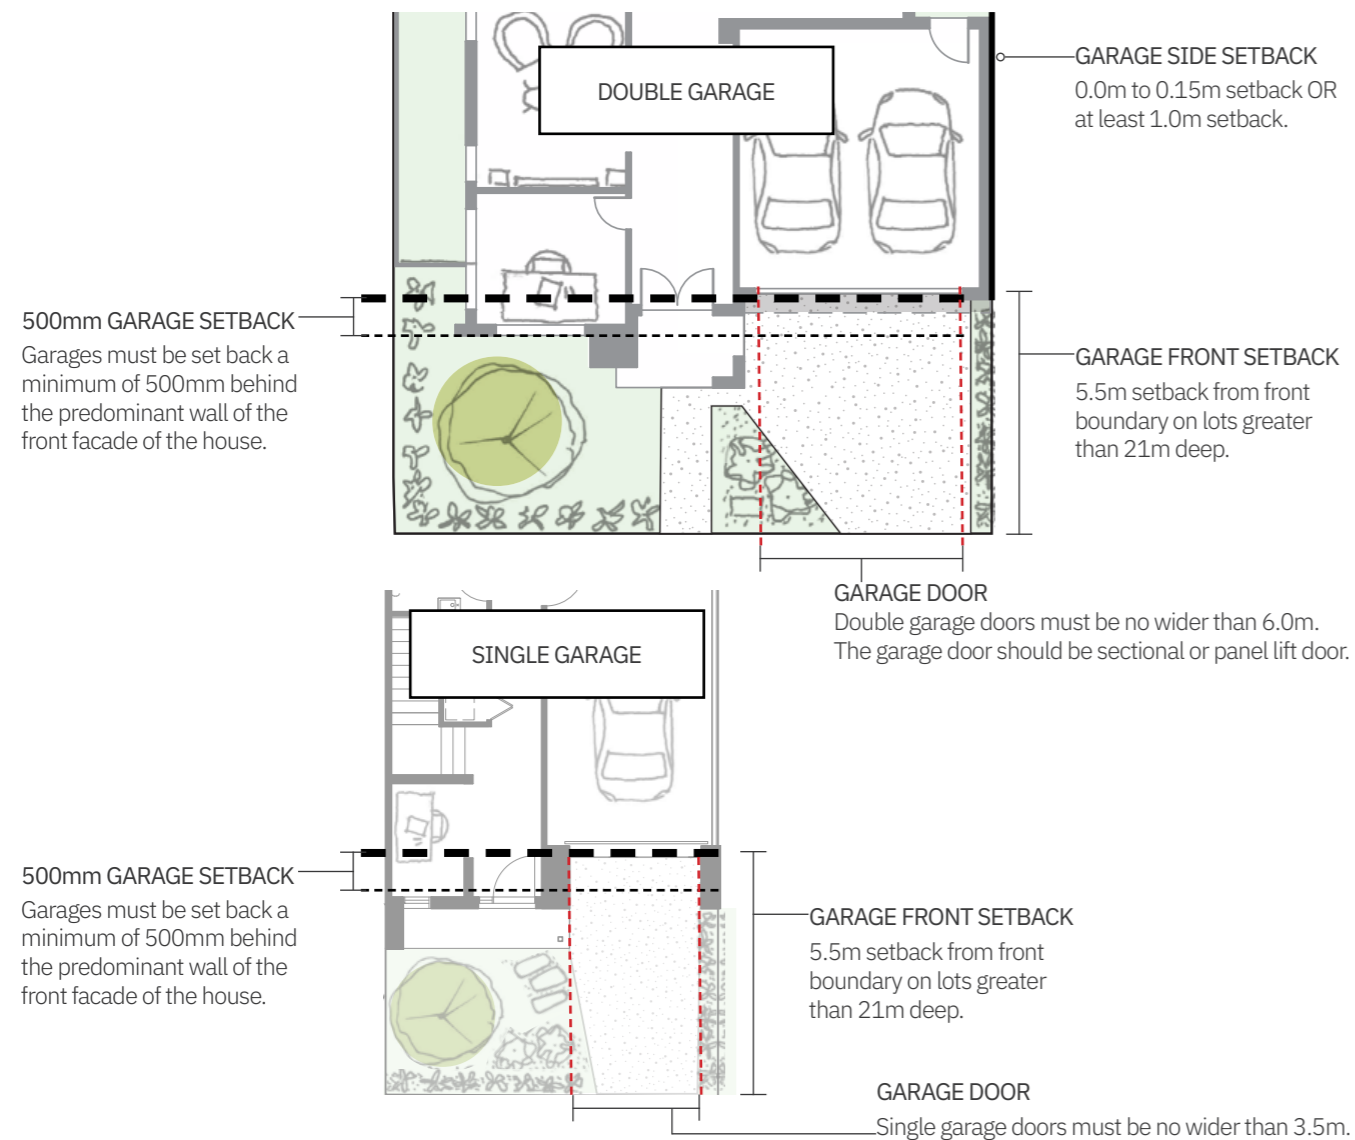 DOUBLE GARAGE
GARAGE SIDE SETBACK
0.0m to 0.15m setback OR
at least 1.0m setback.
500mm GARAGE SETBACK
Garages must be set back a
minimum of 500mm behind
the predominant wall of the
front facade of the house.
GARAGE FRONT SETBACK
5.5m setback from front
boundary on lots greater
than 21m deep.
GARAGE DOOR
Double garage doors must be no wider than 6.0m.
The garage door should be sectional or panel lift door.
SINGLE GARAGE
500mm GARAGE SETBACK
Garages must be set back a
minimum of 500mm behind
the predominant wall of the
front facade of the house.
GARAGE FRONT SETBACK
5.5m setback from front
boundary on lots greater
than 21m deep.
GARAGE DOOR
Single garage doors must be no wider than 3.5m.